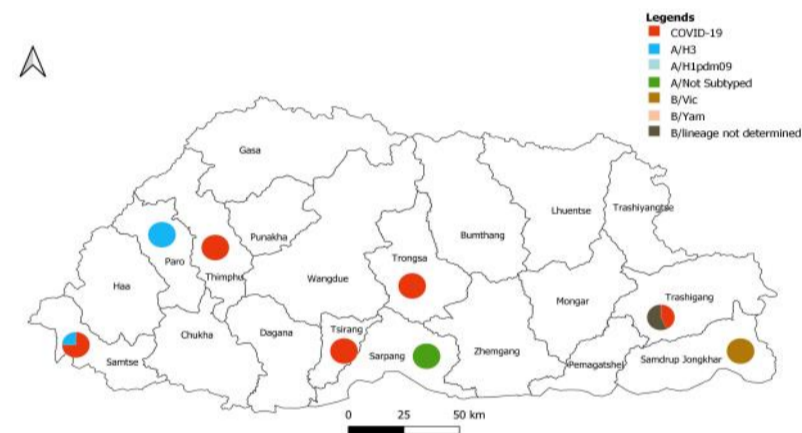 Legends
COVID-19
A/H3
A/H1pdm09
A/Not Subtyped
B/Vic
B/Yam
B/lineage not determined
Gasa
Lhuentse
Trashiyangtse
Punakha
Bumthang
Paro
Trongsa
Thimphu
Wangdue
Haa
Trashigang
Mongar
Chukha
Dagana
Tsirang
Sarpang
Zhemgang
Samtse
Pemagatshel
Samdrup Jongkhar
0 25 50 km